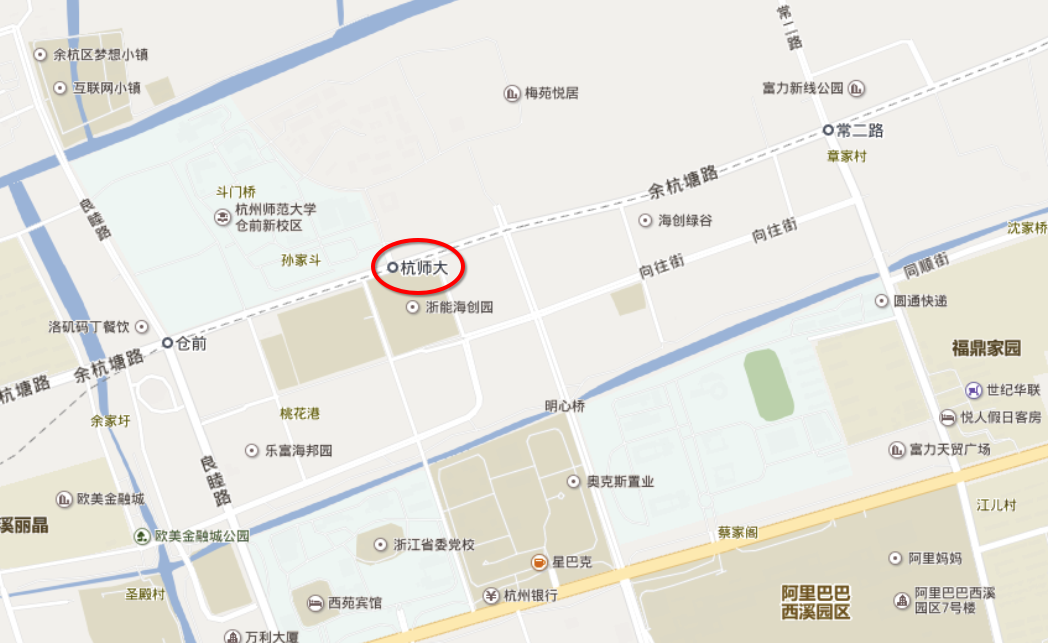 常二路
余杭区梦想小镇
互联网小镇
梅苑悦居
富力新线公园
常二路
章家村
余杭塘路
斗门桥
杭州师范大学
仓前新校区
良睦路
海创绿谷
向往街
沈家桥
孙家斗
杭师大
向往街
同顺街
浙能海创园
圆通快递
洛矶码丁餐饮
仓前
福鼎家园
余杭塘路
杭塘路
世纪华联
明心桥
桃花港
余家圩
悦人假日客房
乐富海邦园
富力天贸广场
良睦路
奥克斯置业
欧美金融城
江儿村
溪丽晶
欧美金融城公园
蔡家阁
浙江省委党校
阿里妈妈
星巴克
圣殿村
西苑宾馆
杭州银行
阿里巴巴
西溪园区
阿里巴巴西溪
园区7号楼
万利大厦